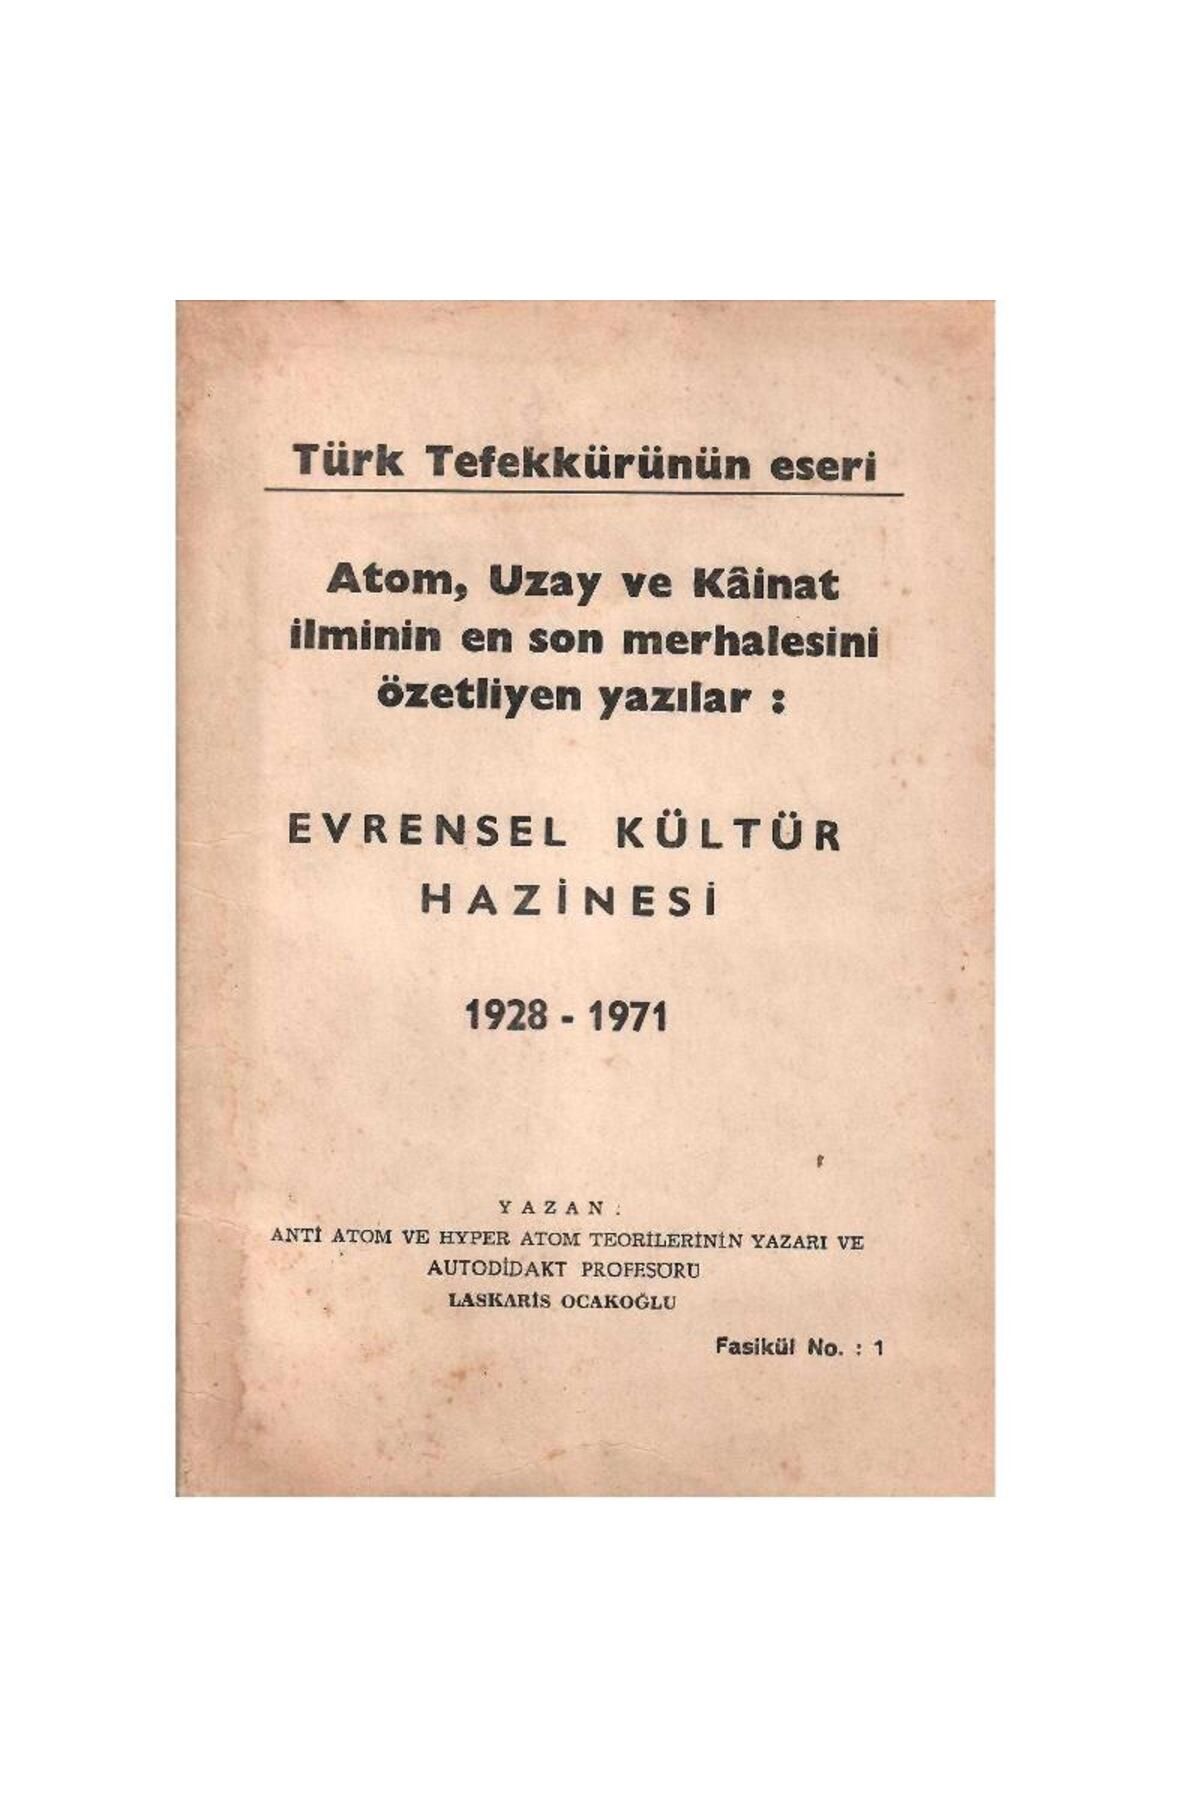 Türk Tefekkürünün eseri
Atom, Uzay ve Kâinat
ilminin en son merhalesini
özetliyen yazılar :
EVRENSEL KÜLTÜR
HAZİNESİ
1928 - 1971
YAZAN :
ANTİ ATOM VE HYPER ATOM TEORİLERİNİN YAZARI VE
AUTODİDAKT PROFESÖRÜ
LASKARİS OCAKOĞLU
Fasikül No. : 1